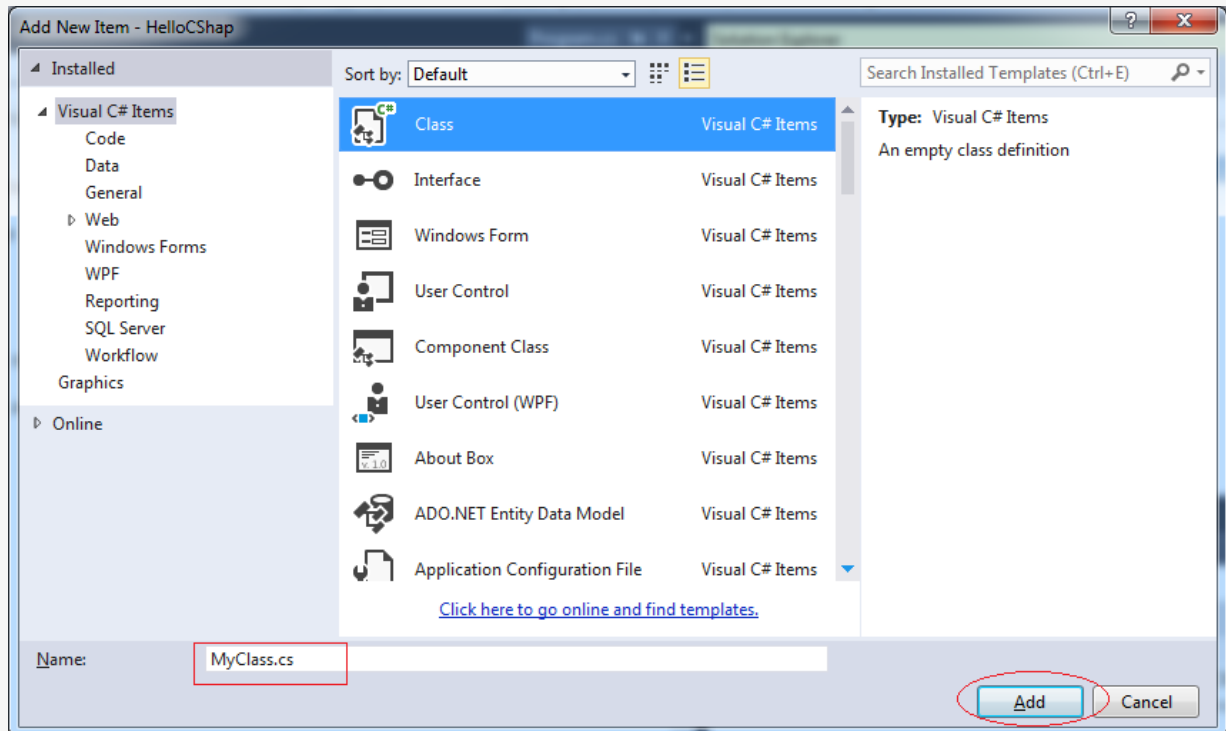 Add New Item - HelloCShap
Installed
Sort by: Default
Search Installed Templates (Ctrl+E)
Visual C# Items
Code
Data
General
Web
Windows Forms
WPF
Reporting
SQL Server
Workflow
Graphics
Online
C#
Class Visual C# Items
Interface Visual C# Items
Windows Form Visual C# Items
User Control Visual C# Items
Component Class Visual C# Items
User Control (WPF) Visual C# Items
v. 1.0
About Box Visual C# Items
ADO.NET Entity Data Model Visual C# Items
Application Configuration File Visual C# Items
Click here to go online and find templates.
Type: Visual C# Items
An empty class definition
Name: MyClass.cs
Add Cancel